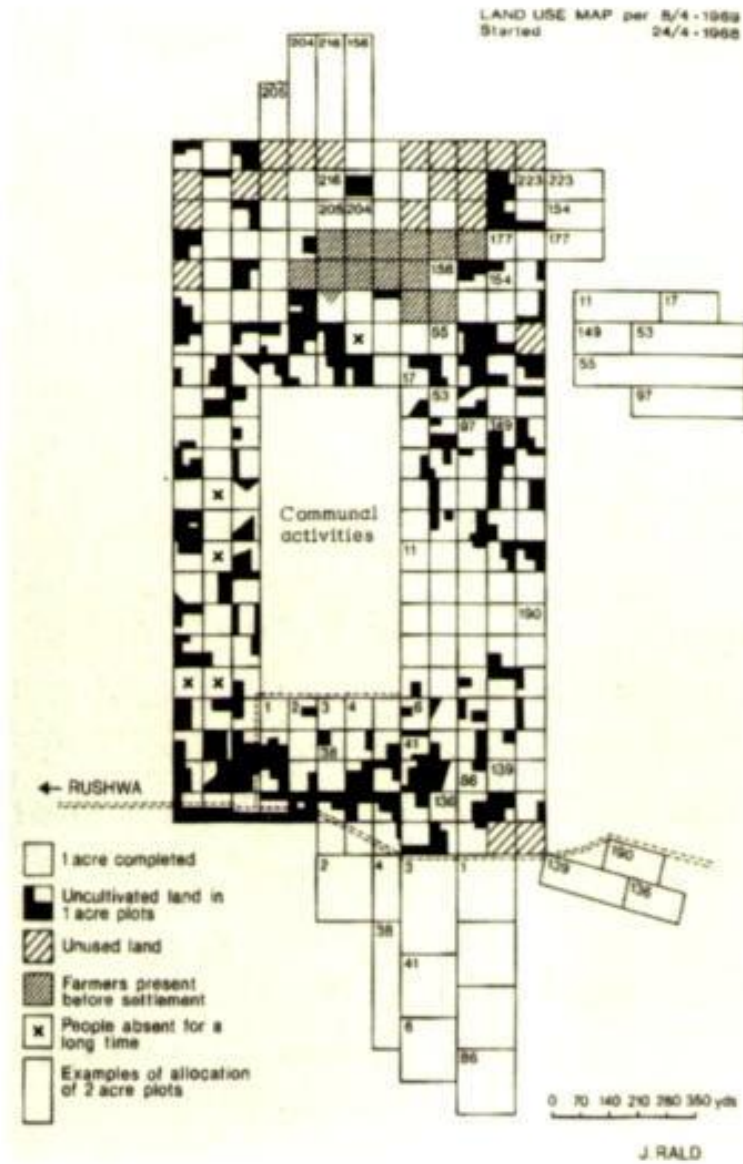 LAND USE MAP per 8/4-1969
Started 24/4-1968
204 216 156
205
216 223 223
205 204 154
177 177
156 154
11 17
55 149 53
17 55
53 97
97 149
Communal
activities
11
190
1 2 3 4 6
38 41
86 139
← RUSHWA 136
1 acre completed
2 4 3 1 139 190
136
Uncultivated land in
1 acre plots
38
Unused land
41
Farmers present
before settlement
6
People absent for a
long time
86
Examples of allocation
of 2 acre plots
0 70 140 210 280 350 yds
J. RALD